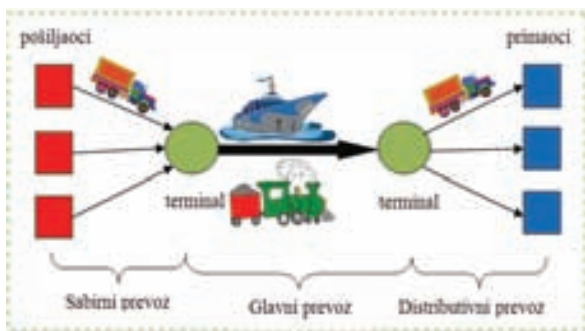 pošiljaoci
primaoci
terminal
terminal
Sabirni prevoz
Glavni prevoz
Distributivni prevoz